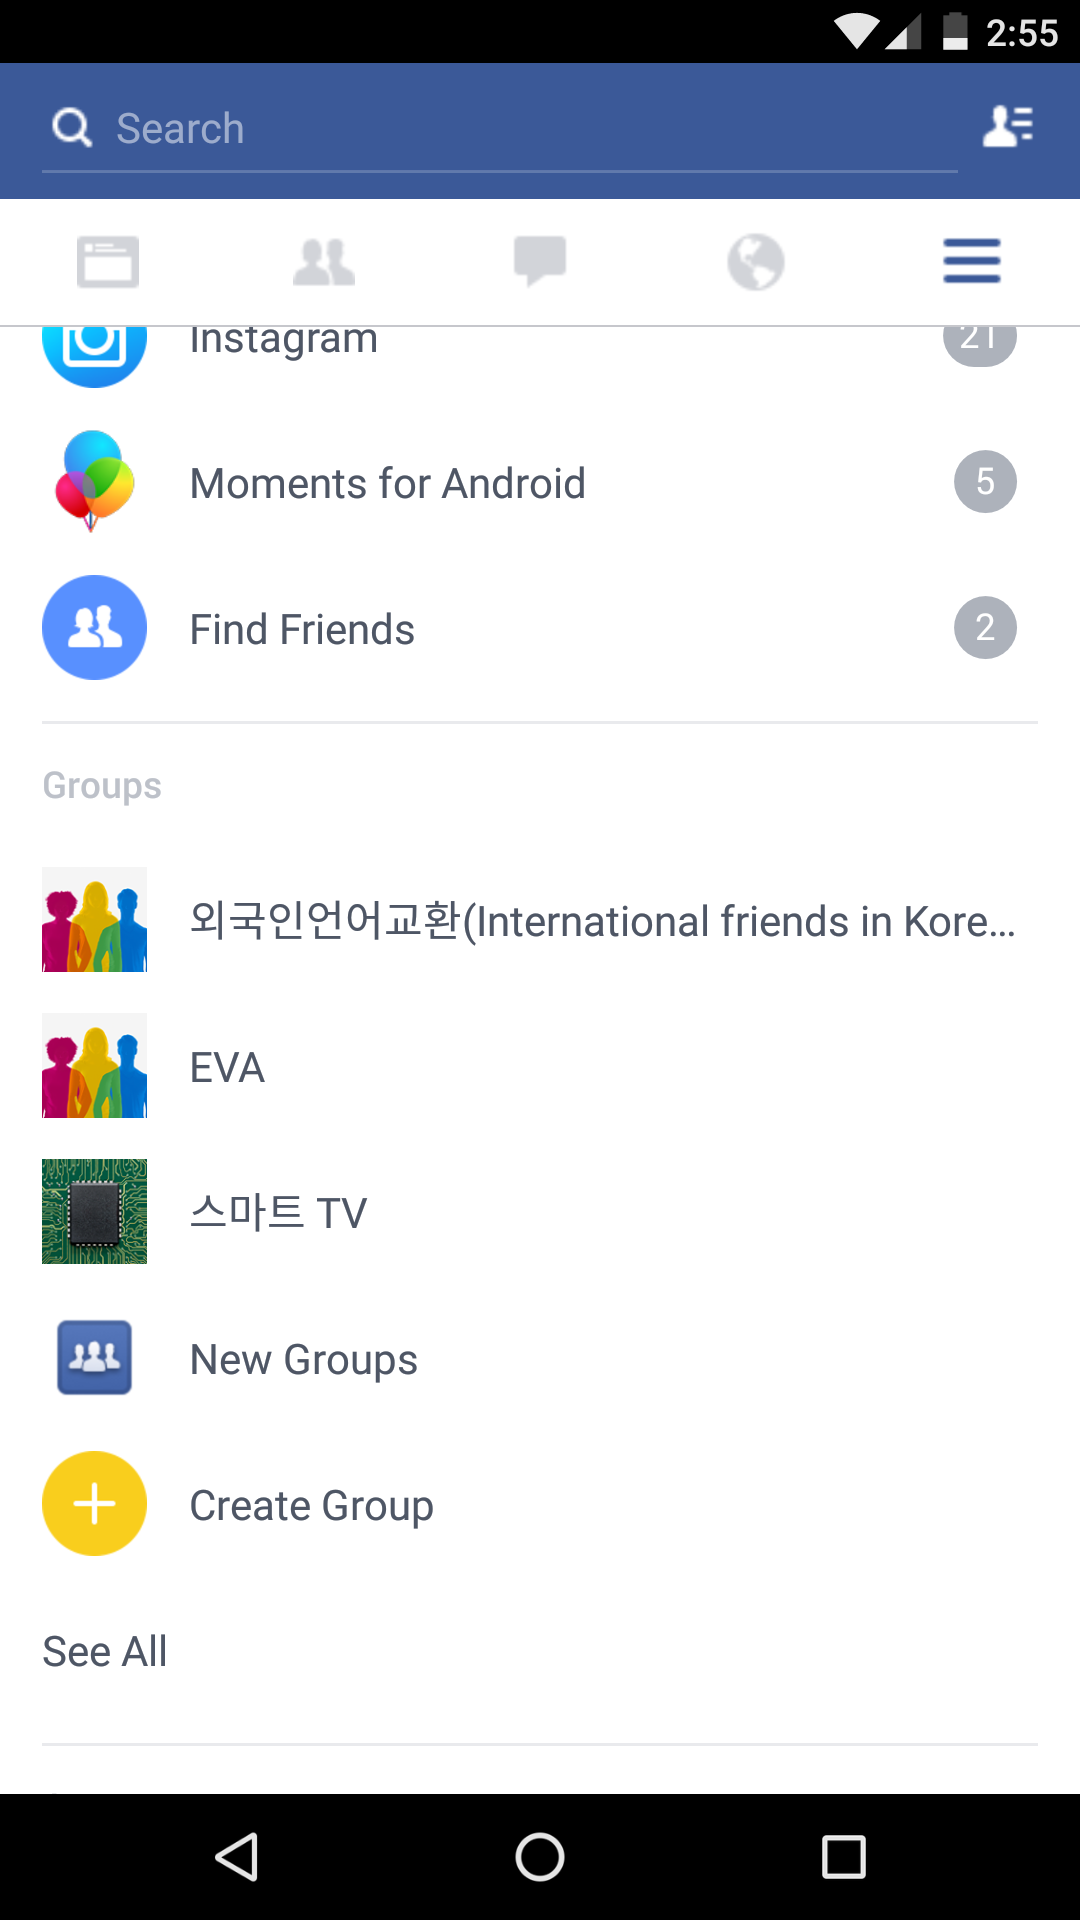 2:55
Search
Instagram
21
Moments for Android
5
Find Friends
2
Groups
외국인언어교환(International friends in Kore...
EVA
스마트 TV
New Groups
Create Group
See All